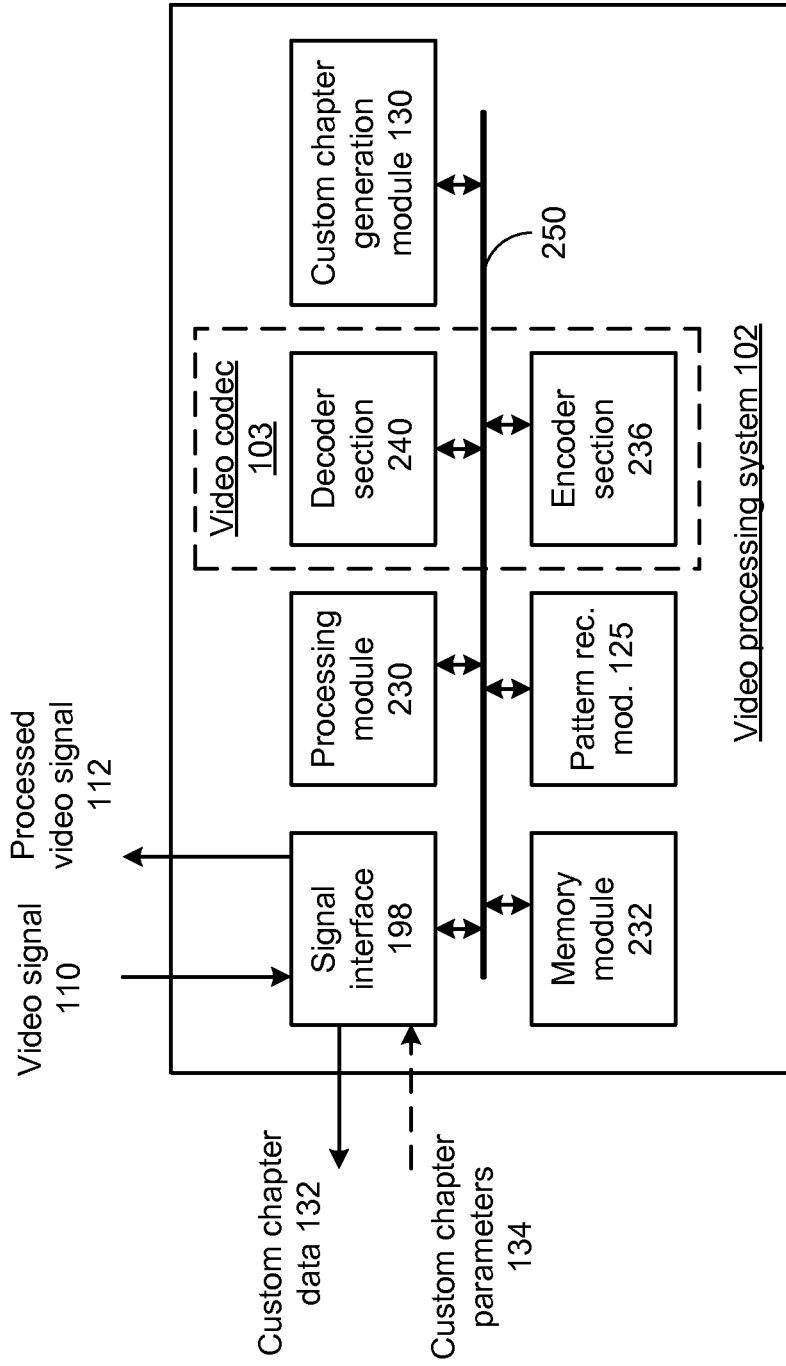 Video signal
110
Processed
video signal
112
Custom chapter
data 132
Custom chapter
parameters
134
Signal
interface
198
Processing
module
230
Video codec
103
Decoder
section
240
Custom chapter
generation
module 130
250
Memory
module
232
Pattern rec.
mod. 125
Encoder
section
236
Video processing system 102